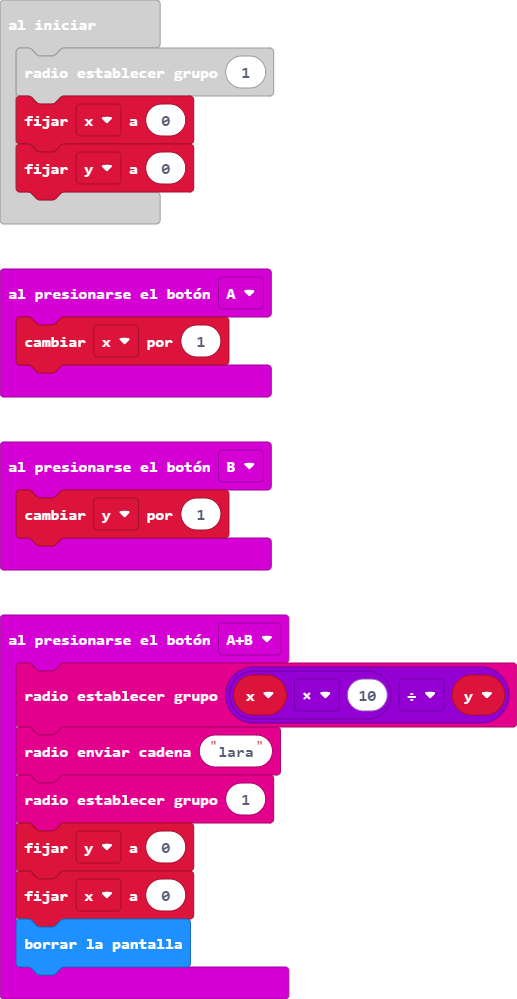 al iniciar
radio establecer grupo 1
fijar x a 0
fijar y a 0
al presionarse el botón A
cambiar x por 1
al presionarse el botón B
cambiar y por 1
al presionarse el botón A+B
radio establecer grupo x × 10 ÷ y
radio enviar cadena "lara"
radio establecer grupo 1
fijar y a 0
fijar x a 0
borrar la pantalla